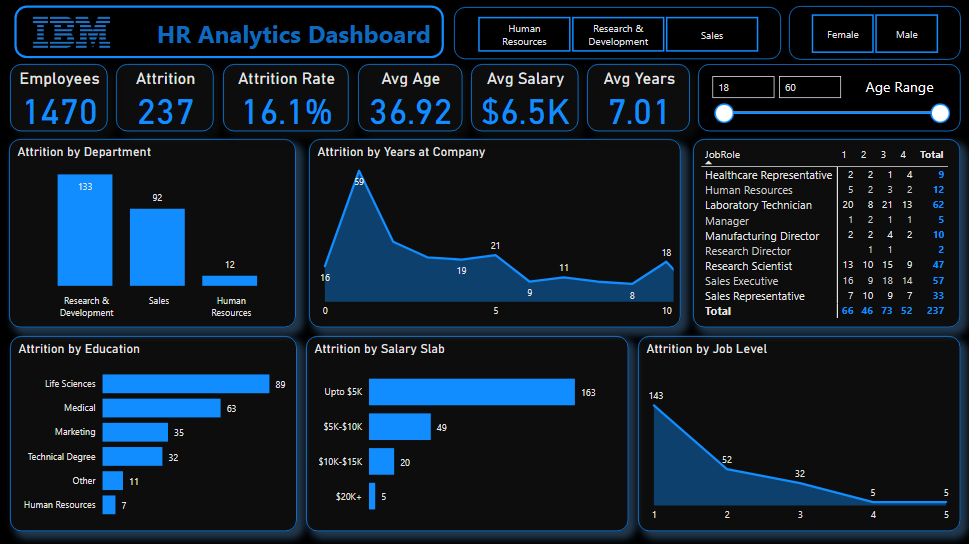 IBM
HR Analytics Dashboard
Human Resources
Research & Development
Sales
Female
Male
Employees
1470
Attrition
237
Attrition Rate
16.1%
Avg Age
36.92
Avg Salary
$6.5K
Avg Years
7.01
18
60
Age Range
Attrition by Department
133
92
12
Research & Development
Sales
Human Resources
Attrition by Years at Company
59
16
19
21
9
11
8
18
0
5
10
JobRole 1 2 3 4 Total
Healthcare Representative 2 2 1 4 9
Human Resources 5 2 3 2 12
Laboratory Technician 20 8 21 13 62
Manager 1 2 1 1 5
Manufacturing Director 2 2 4 2 10
Research Director 1 1 2
Research Scientist 13 10 15 9 47
Sales Executive 16 9 18 14 57
Sales Representative 7 10 9 7 33
Total 66 46 73 52 237
Attrition by Education
Life Sciences 89
Medical 63
Marketing 35
Technical Degree 32
Other 11
Human Resources 7
Attrition by Salary Slab
Upto $5K 163
$5K-$10K 49
$10K-$15K 20
$20K+ 5
Attrition by Job Level
143
52
32
5
5
1
2
3
4
5